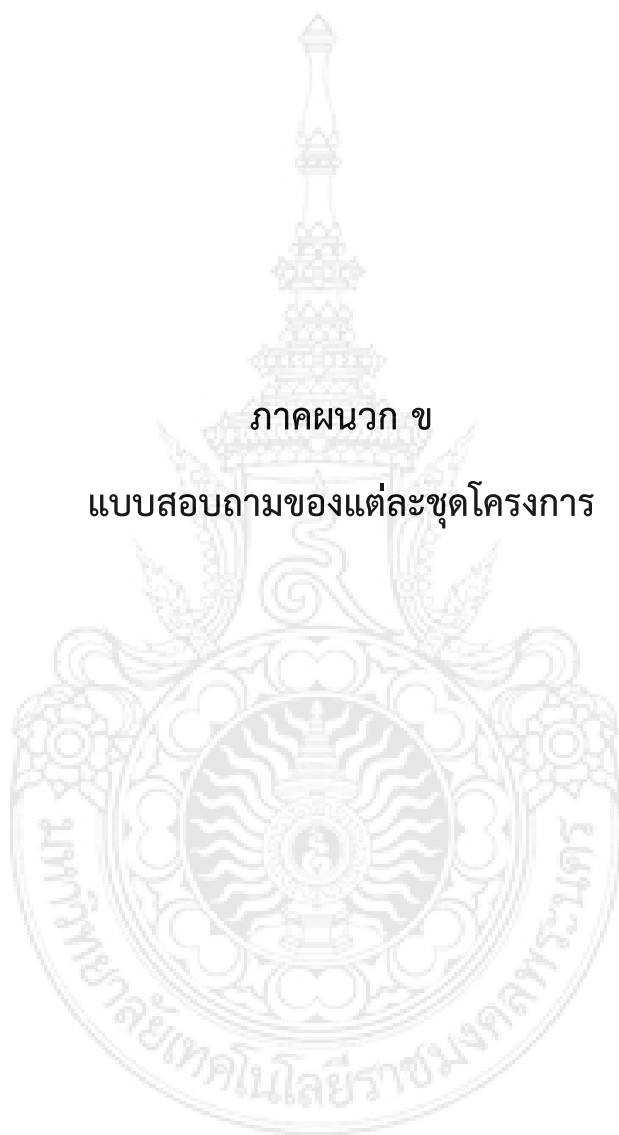 ภาคผนวก ข
แบบสอบถามของแต่ละชุดโครงการ
มหาวิทยาลัยเทคโนโลยีราชมงคลพระนคร